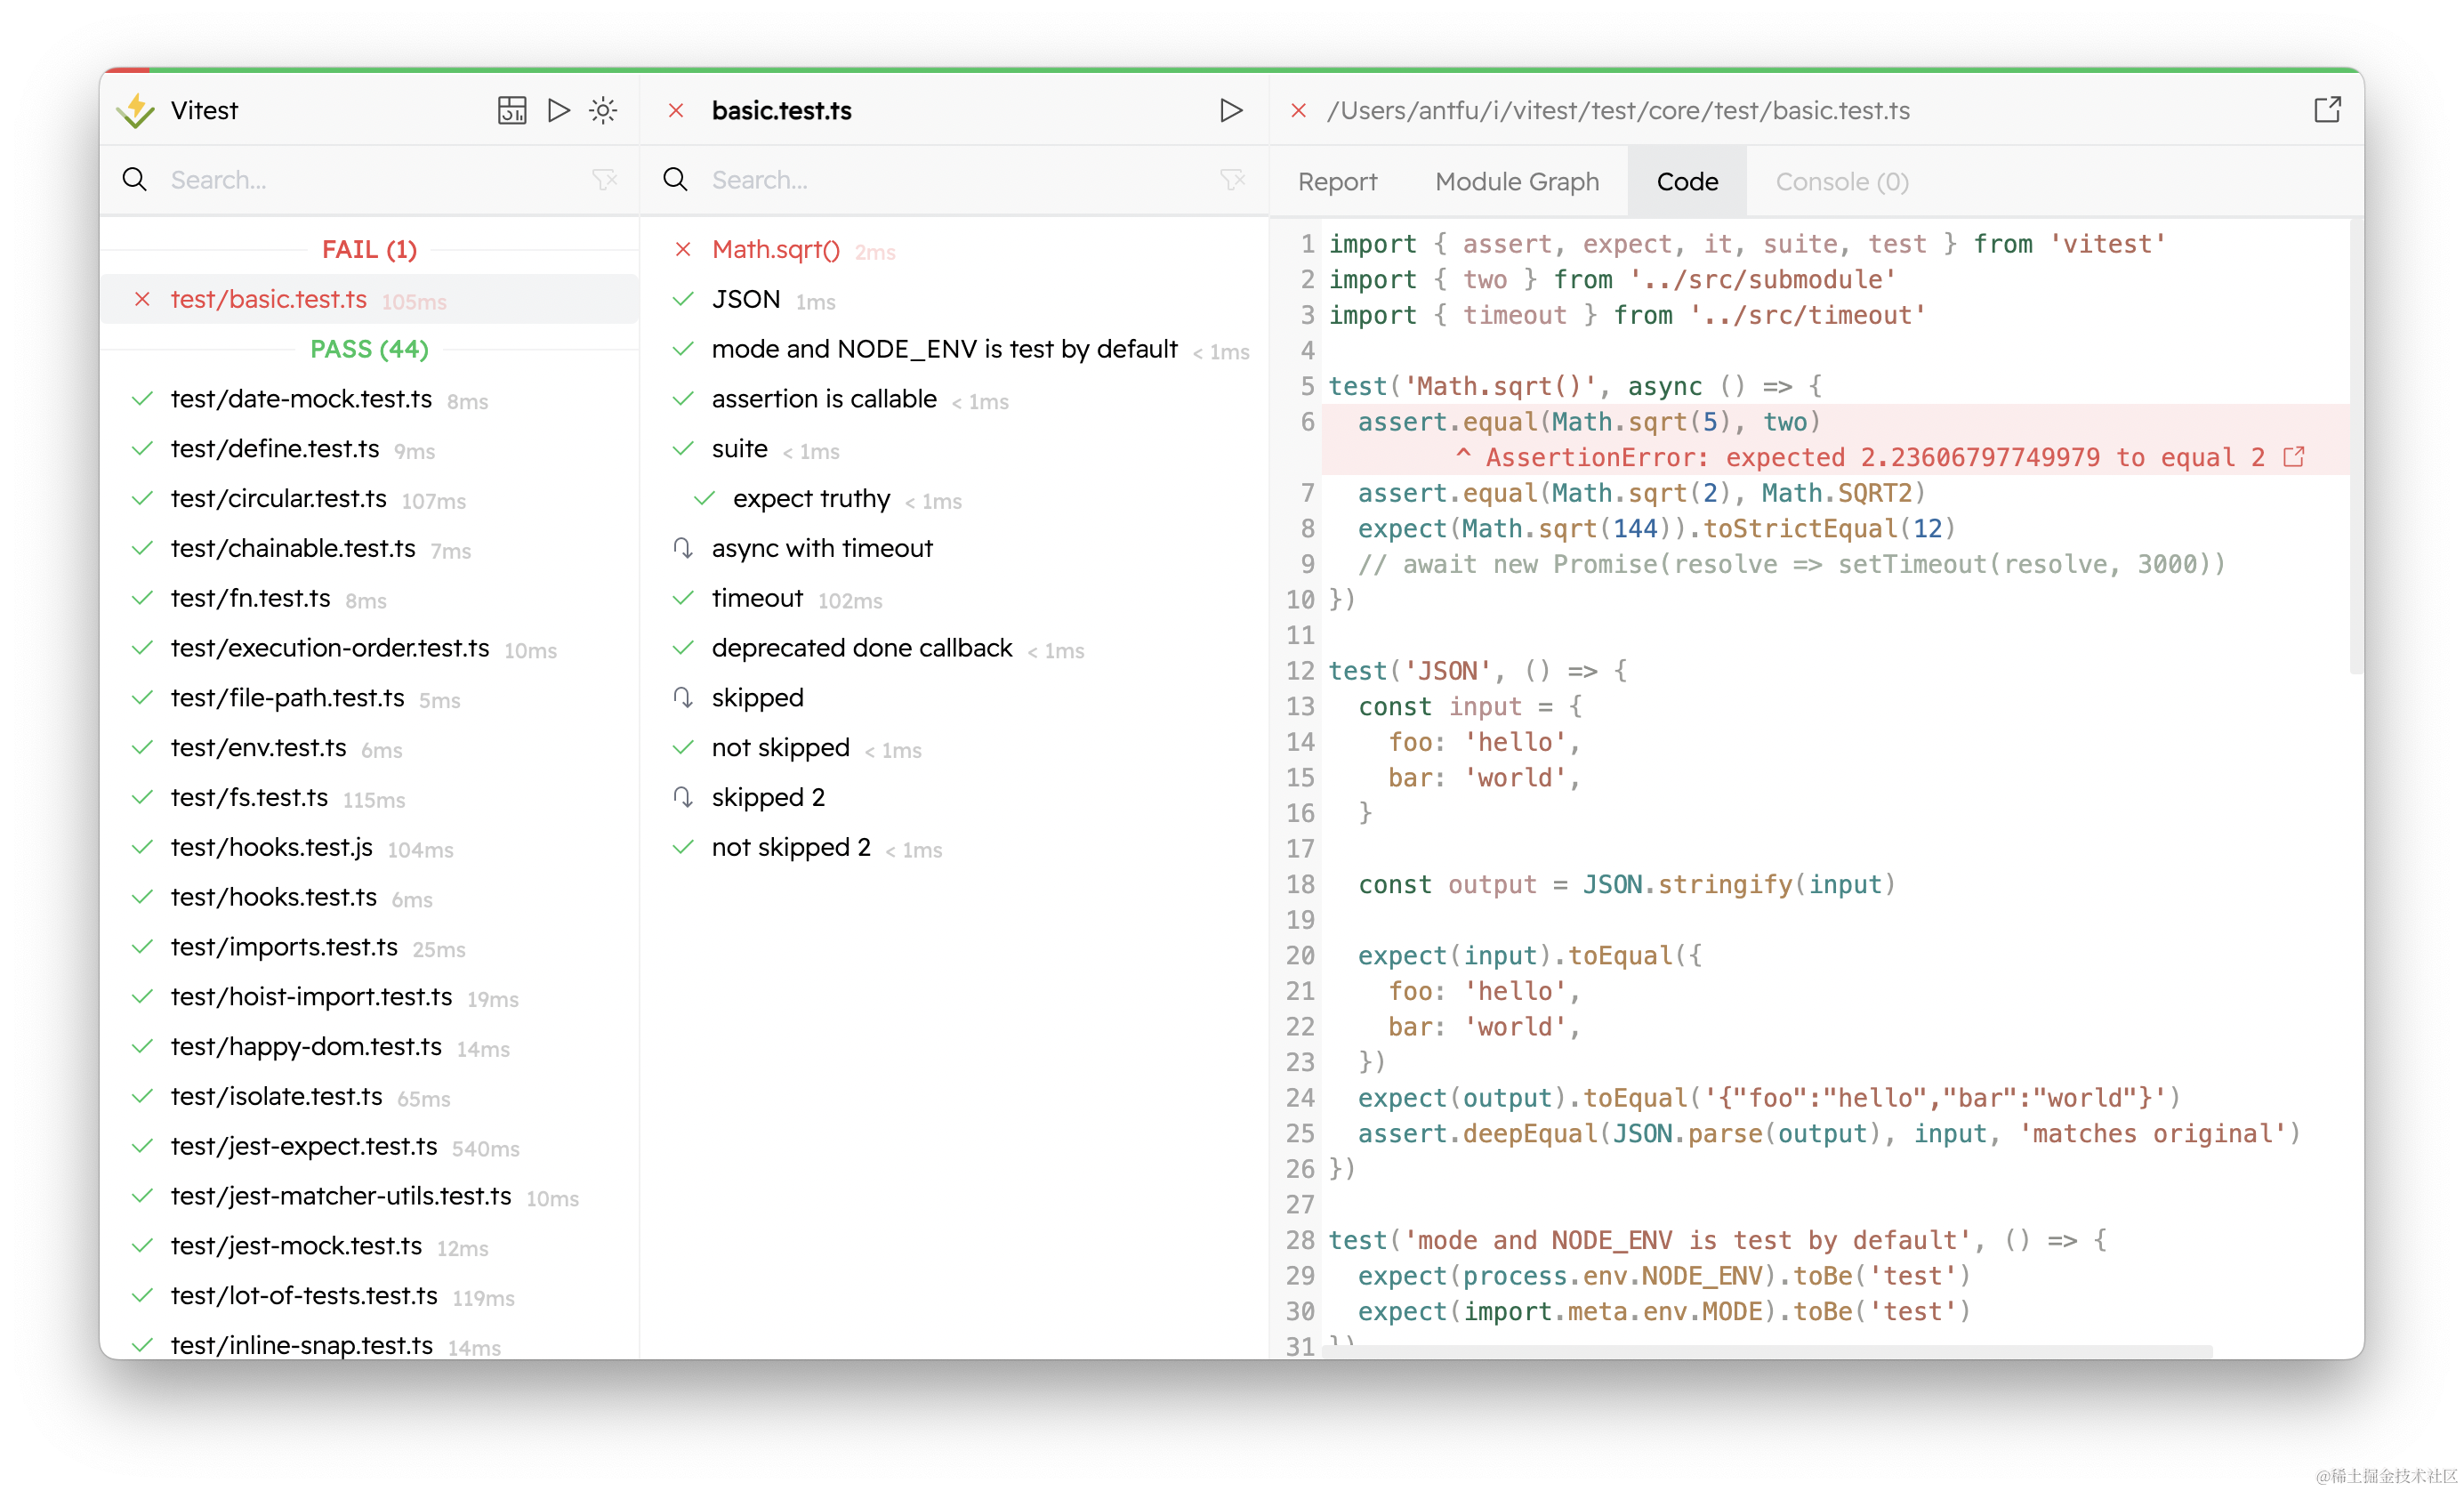 Vitest
Search...
FAIL (1)
test/basic.test.ts 105ms
PASS (44)
test/date-mock.test.ts 8ms
test/define.test.ts 9ms
test/circular.test.ts 107ms
test/chainable.test.ts 7ms
test/fn.test.ts 8ms
test/execution-order.test.ts 10ms
test/file-path.test.ts 5ms
test/env.test.ts 6ms
test/fs.test.ts 115ms
test/hooks.test.js 104ms
test/hooks.test.ts 6ms
test/imports.test.ts 25ms
test/hoist-import.test.ts 19ms
test/happy-dom.test.ts 14ms
test/isolate.test.ts 65ms
test/jest-expect.test.ts 540ms
test/jest-matcher-utils.test.ts 10ms
test/jest-mock.test.ts 12ms
test/lot-of-tests.test.ts 119ms
test/inline-snap.test.ts 14ms
basic.test.ts
Search...
Math.sqrt() 2ms
JSON 1ms
mode and NODE_ENV is test by default < 1ms
assertion is callable < 1ms
suite < 1ms
expect truthy < 1ms
async with timeout
timeout 102ms
deprecated done callback < 1ms
skipped
not skipped < 1ms
skipped 2
not skipped 2 < 1ms
/Users/antfu/i/vitest/test/core/test/basic.test.ts
Report Module Graph Code Console (0)
1 import { assert, expect, it, suite, test } from 'vitest'
2 import { two } from '../src/submodule'
3 import { timeout } from '../src/timeout'
4
5 test('Math.sqrt()', async () => {
6 assert.equal(Math.sqrt(5), two)
^ AssertionError: expected 2.23606797749979 to equal 2
7 assert.equal(Math.sqrt(2), Math.SQRT2)
8 expect(Math.sqrt(144)).toStrictEqual(12)
9 // await new Promise(resolve => setTimeout(resolve, 3000))
10 })
11
12 test('JSON', () => {
13 const input = {
14 foo: 'hello',
15 bar: 'world',
16 }
17
18 const output = JSON.stringify(input)
19
20 expect(input).toEqual({
21 foo: 'hello',
22 bar: 'world',
23 })
24 expect(output).toEqual('{"foo":"hello","bar":"world"}')
25 assert.deepEqual(JSON.parse(output), input, 'matches original')
26 })
27
28 test('mode and NODE_ENV is test by default', () => {
29 expect(process.env.NODE_ENV).toBe('test')
30 expect(import.meta.env.MODE).toBe('test')
31 })
@稀土掘金技术社区